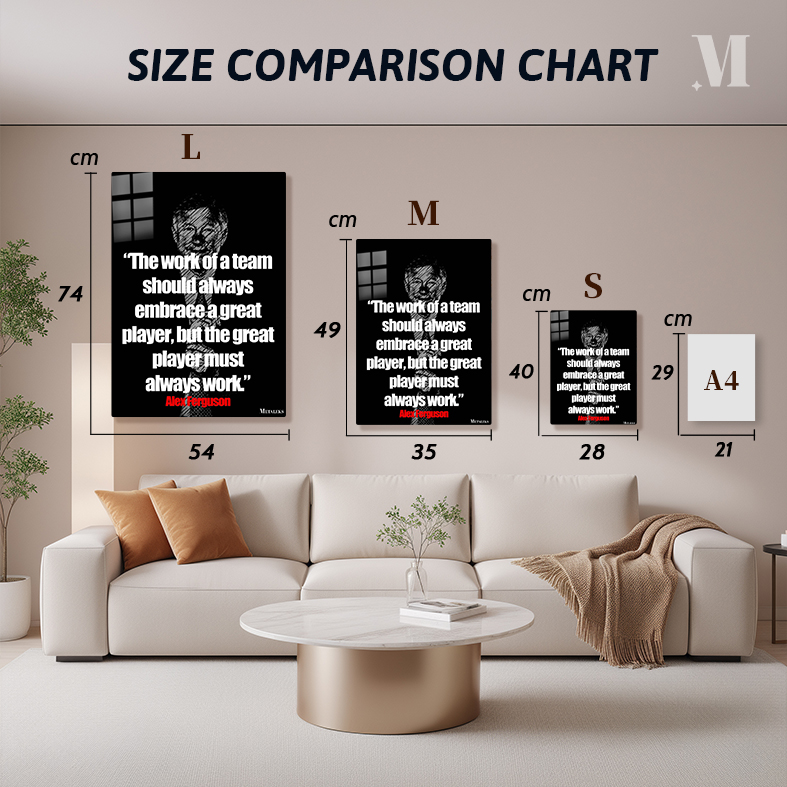 SIZE COMPARISON CHART
M
L
cm
74
54
“The work of a team
should always
embrace a great
player, but the great
player must
always work.”
Alex Ferguson
METALUXS
M
cm
49
35
“The work of a team
should always
embrace a great
player, but the great
player must
always work.”
Alex Ferguson
S
cm
40
28
“The work of a team
should always
embrace a great
player, but the great
player must
always work.”
Alex Ferguson
cm
29
A4
21